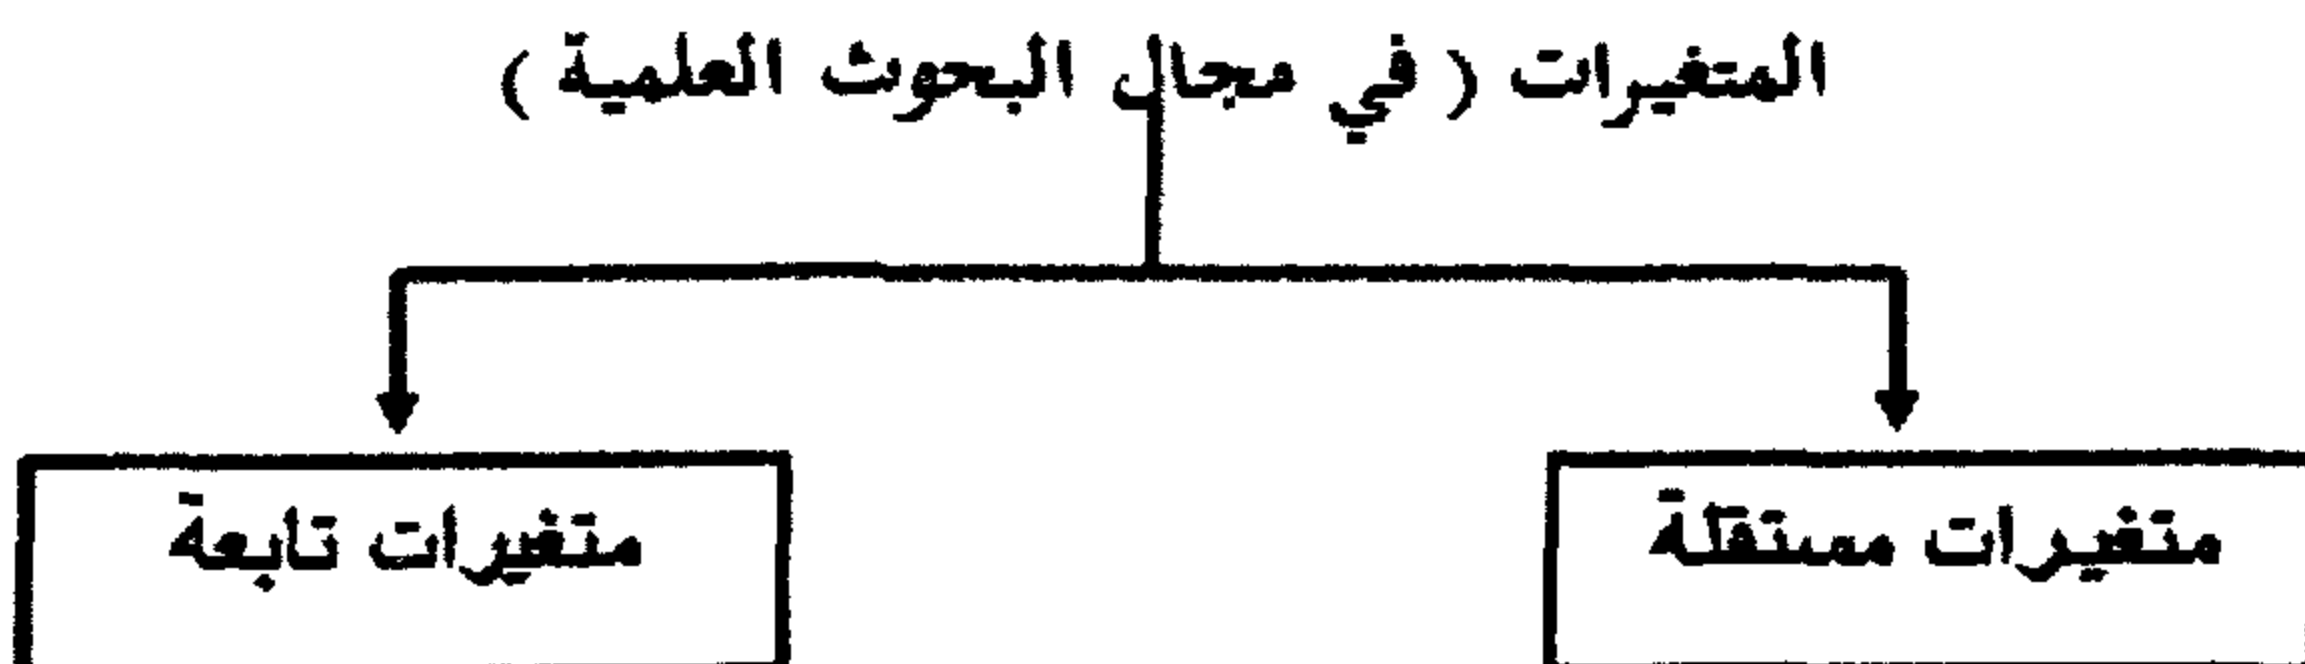 المتغيرات ( في مجال البحوث العلمية )
متغيرات مستقلة
متغيرات تابعة